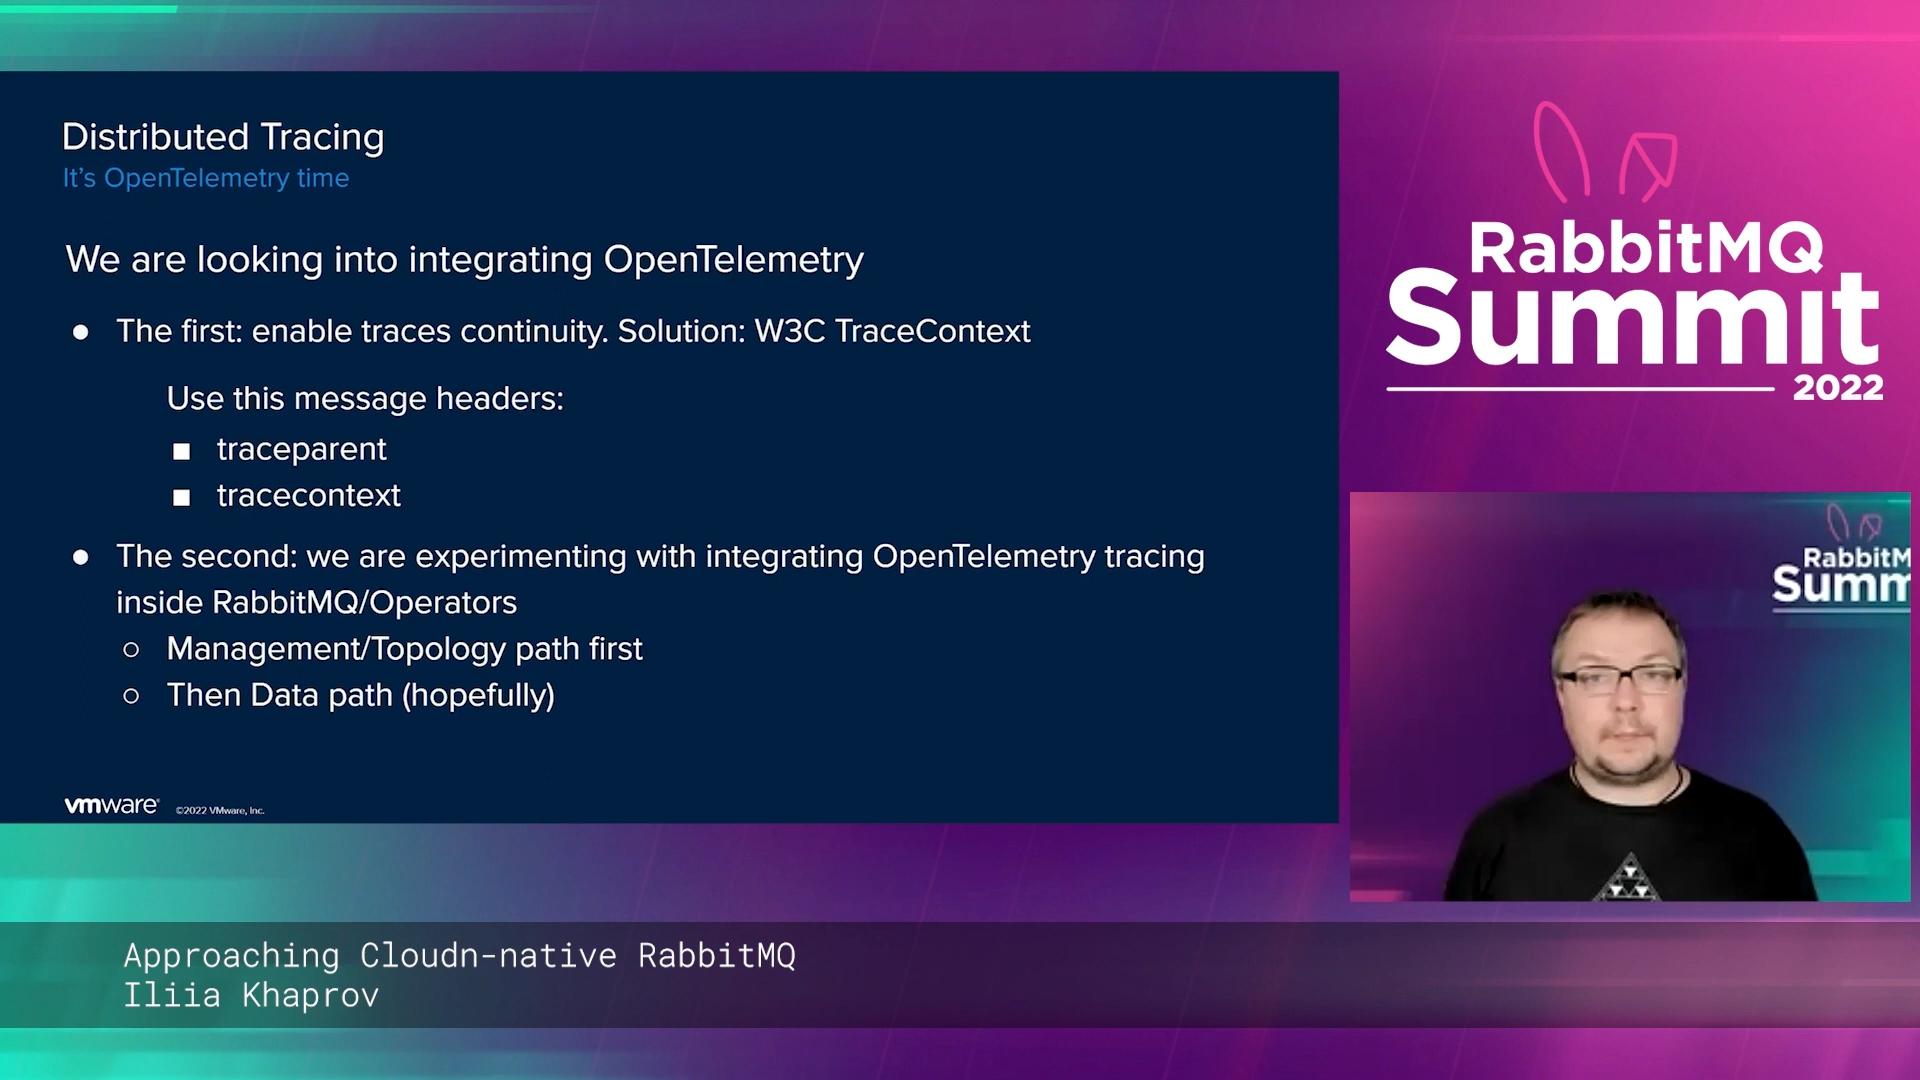 Distributed Tracing
It's OpenTelemetry time
We are looking into integrating OpenTelemetry
● The first: enable traces continuity. Solution: W3C TraceContext
Use this message headers:
■ traceparent
■ tracecontext
● The second: we are experimenting with integrating OpenTelemetry tracing
inside RabbitMQ/Operators
○ Management/Topology path first
○ Then Data path (hopefully)
vmware® ©2022 VMware, Inc.
RabbitMQ
Summit
2022
RabbitM
Summ
Approaching Cloudn-native RabbitMQ
Iliia Khaprov